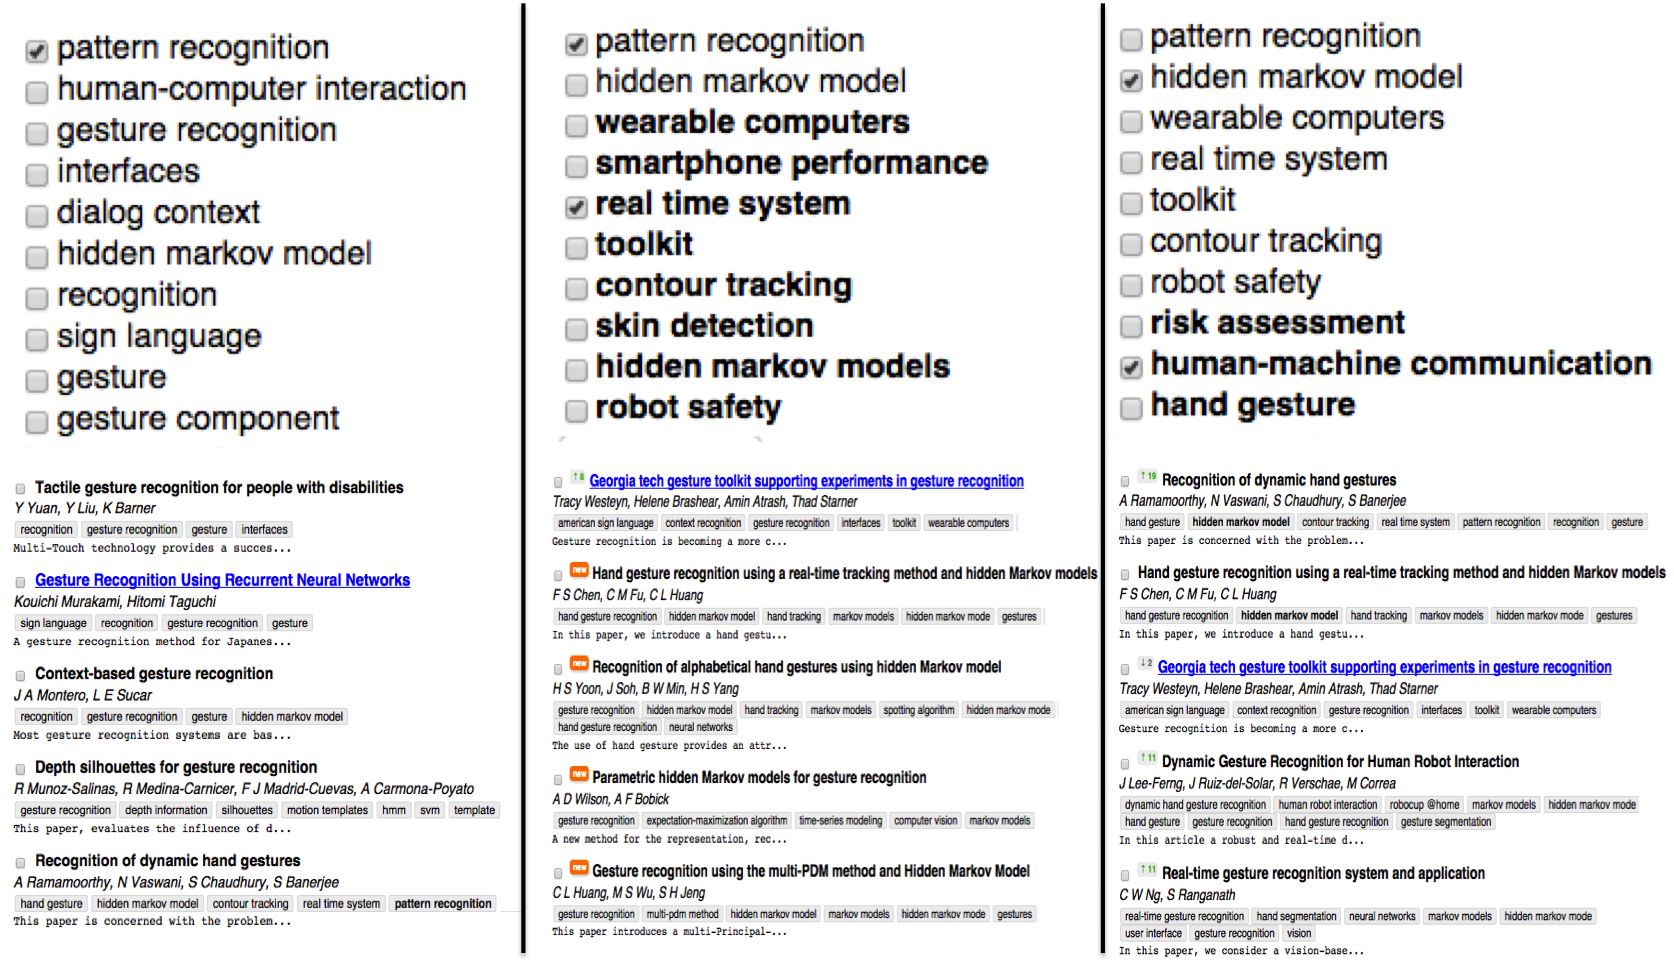 pattern recognition
human-computer interaction
gesture recognition
interfaces
dialog context
hidden markov model
recognition
sign language
gesture
gesture component
Tactile gesture recognition for people with disabilities
Y Yuan, Y Liu, K Barner
recognition gesture recognition gesture interfaces
Multi-Touch technology provides a succes...
Gesture Recognition Using Recurrent Neural Networks
Kouichi Murakami, Hitomi Taguchi
sign language recognition gesture recognition gesture
A gesture recognition method for Japanes...
Context-based gesture recognition
J A Montero, L E Sucar
recognition gesture recognition gesture hidden markov model
Most gesture recognition systems are bas...
Depth silhouettes for gesture recognition
R Munoz-Salinas, R Medina-Carnicer, F J Madrid-Cuevas, A Carmona-Poyato
gesture recognition depth information silhouettes motion templates hmm svm template
This paper, evaluates the influence of d...
Recognition of dynamic hand gestures
A Ramamoorthy, N Vaswani, S Chaudhury, S Banerjee
hand gesture hidden markov model contour tracking real time system pattern recognition
This paper is concerned with the problem...
pattern recognition
hidden markov model
wearable computers
smartphone performance
real time system
toolkit
contour tracking
skin detection
hidden markov models
robot safety
↑8 Georgia tech gesture toolkit supporting experiments in gesture recognition
Tracy Westeyn, Helene Brashear, Amin Atrash, Thad Starner
american sign language context recognition gesture recognition interfaces toolkit wearable computers
Gesture recognition is becoming a more c...
new Hand gesture recognition using a real-time tracking method and hidden Markov models
F S Chen, C M Fu, C L Huang
hand gesture recognition hidden markov model hand tracking markov models hidden markov mode gestures
In this paper, we introduce a hand gestu...
new Recognition of alphabetical hand gestures using hidden Markov model
H S Yoon, J Soh, B W Min, H S Yang
gesture recognition hidden markov model hand tracking markov models spotting algorithm hidden markov mode
hand gesture recognition neural networks
The use of hand gesture provides an attr...
new Parametric hidden Markov models for gesture recognition
A D Wilson, A F Bobick
gesture recognition expectation-maximization algorithm time-series modeling computer vision markov models
A new method for the representation, rec...
new Gesture recognition using the multi-PDM method and Hidden Markov Model
C L Huang, M S Wu, S H Jeng
gesture recognition multi-pdm method hidden markov model markov models hidden markov mode gestures
This paper introduces a multi-Principal-...
pattern recognition
hidden markov model
wearable computers
real time system
toolkit
contour tracking
robot safety
risk assessment
human-machine communication
hand gesture
↑19 Recognition of dynamic hand gestures
A Ramamoorthy, N Vaswani, S Chaudhury, S Banerjee
hand gesture hidden markov model contour tracking real time system pattern recognition recognition gesture
This paper is concerned with the problem...
Hand gesture recognition using a real-time tracking method and hidden Markov models
F S Chen, C M Fu, C L Huang
hand gesture recognition hidden markov model hand tracking markov models hidden markov mode gestures
In this paper, we introduce a hand gestu...
↓2 Georgia tech gesture toolkit supporting experiments in gesture recognition
Tracy Westeyn, Helene Brashear, Amin Atrash, Thad Starner
american sign language context recognition gesture recognition interfaces toolkit wearable computers
Gesture recognition is becoming a more c...
↑11 Dynamic Gesture Recognition for Human Robot Interaction
J Lee-Ferng, J Ruiz-del-Solar, R Verschae, M Correa
dynamic hand gesture recognition human robot interaction robocup @home markov models hidden markov mode
hand gesture gesture recognition hand gesture recognition gesture segmentation
In this article a robust and real-time d...
↑11 Real-time gesture recognition system and application
C W Ng, S Ranganath
real-time gesture recognition hand segmentation neural networks markov models hidden markov mode
user interface gesture recognition vision
In this paper, we consider a vision-base...